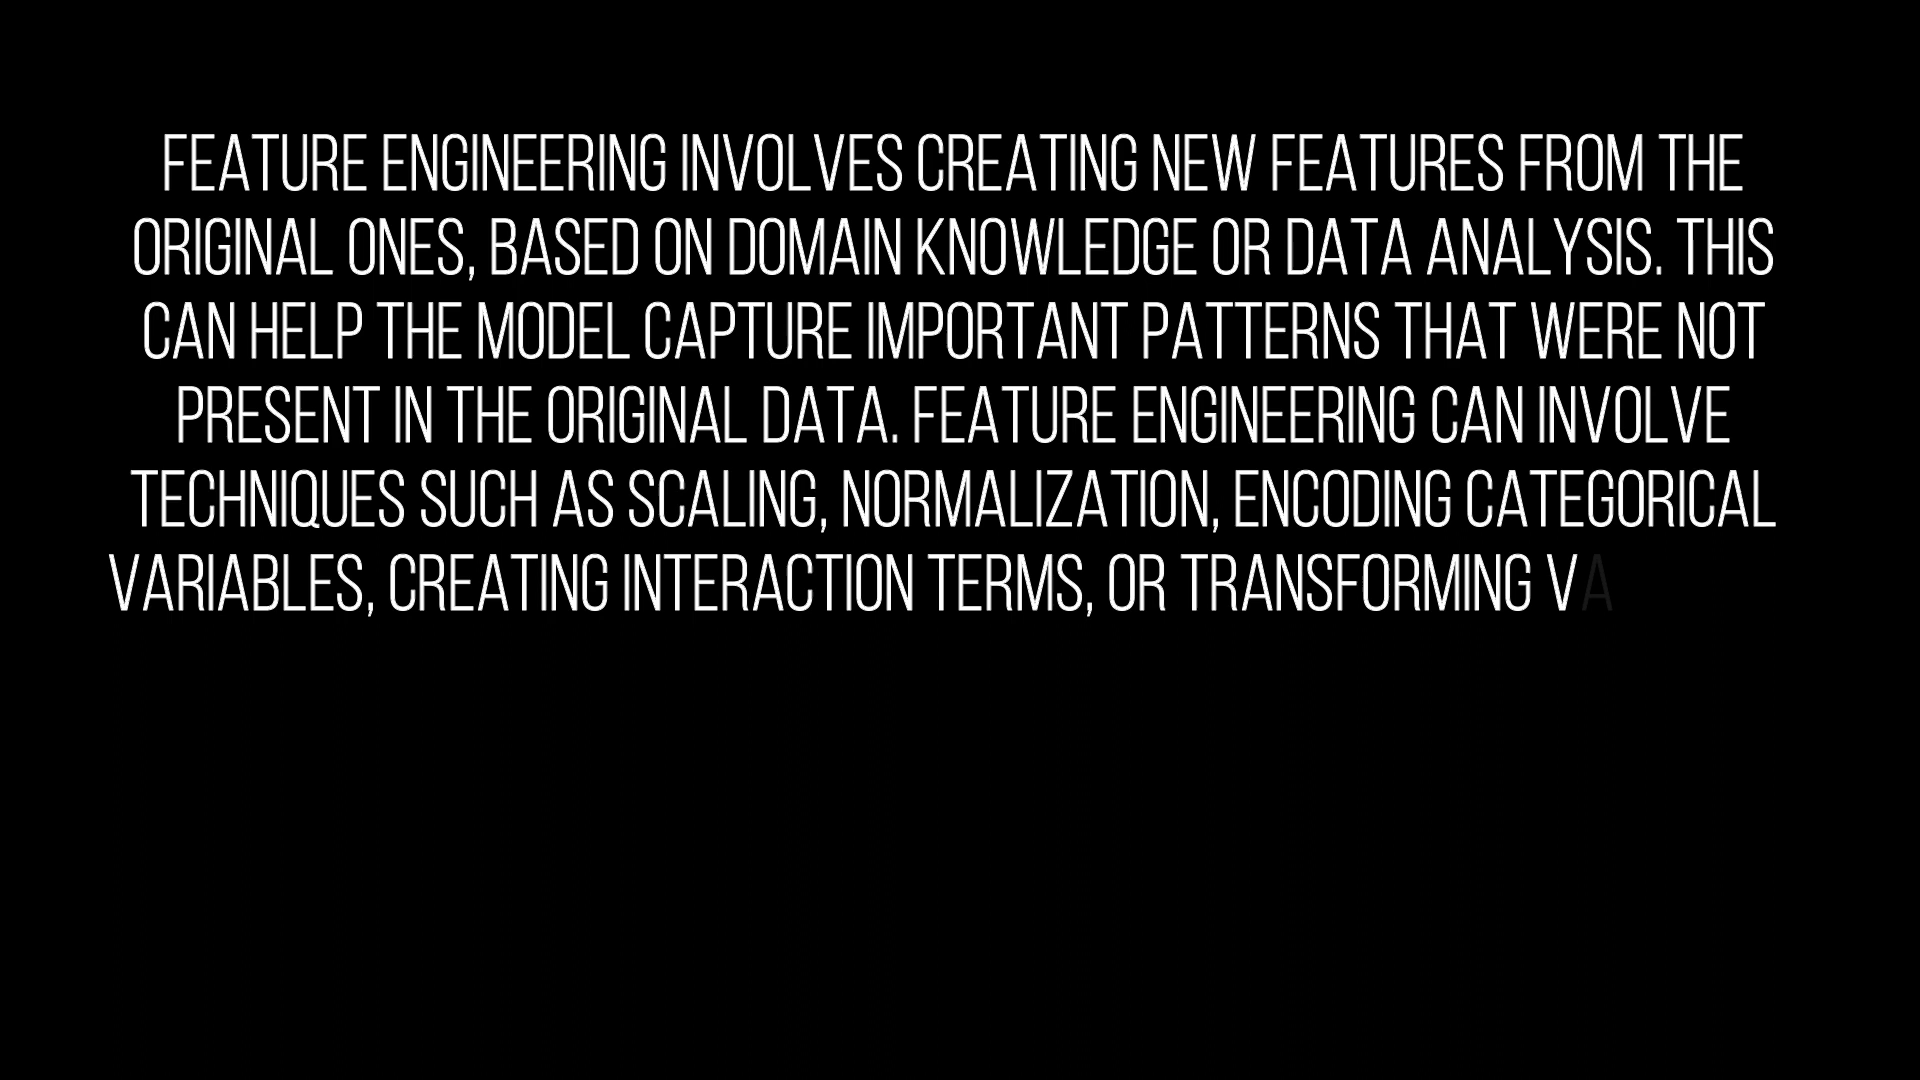 FEATURE ENGINEERING INVOLVES CREATING NEW FEATURES FROM THE
ORIGINAL ONES, BASED ON DOMAIN KNOWLEDGE OR DATA ANALYSIS. THIS
CAN HELP THE MODEL CAPTURE IMPORTANT PATTERNS THAT WERE NOT
PRESENT IN THE ORIGINAL DATA. FEATURE ENGINEERING CAN INVOLVE
TECHNIQUES SUCH AS SCALING, NORMALIZATION, ENCODING CATEGORICAL
VARIABLES, CREATING INTERACTION TERMS, OR TRANSFORMING VA